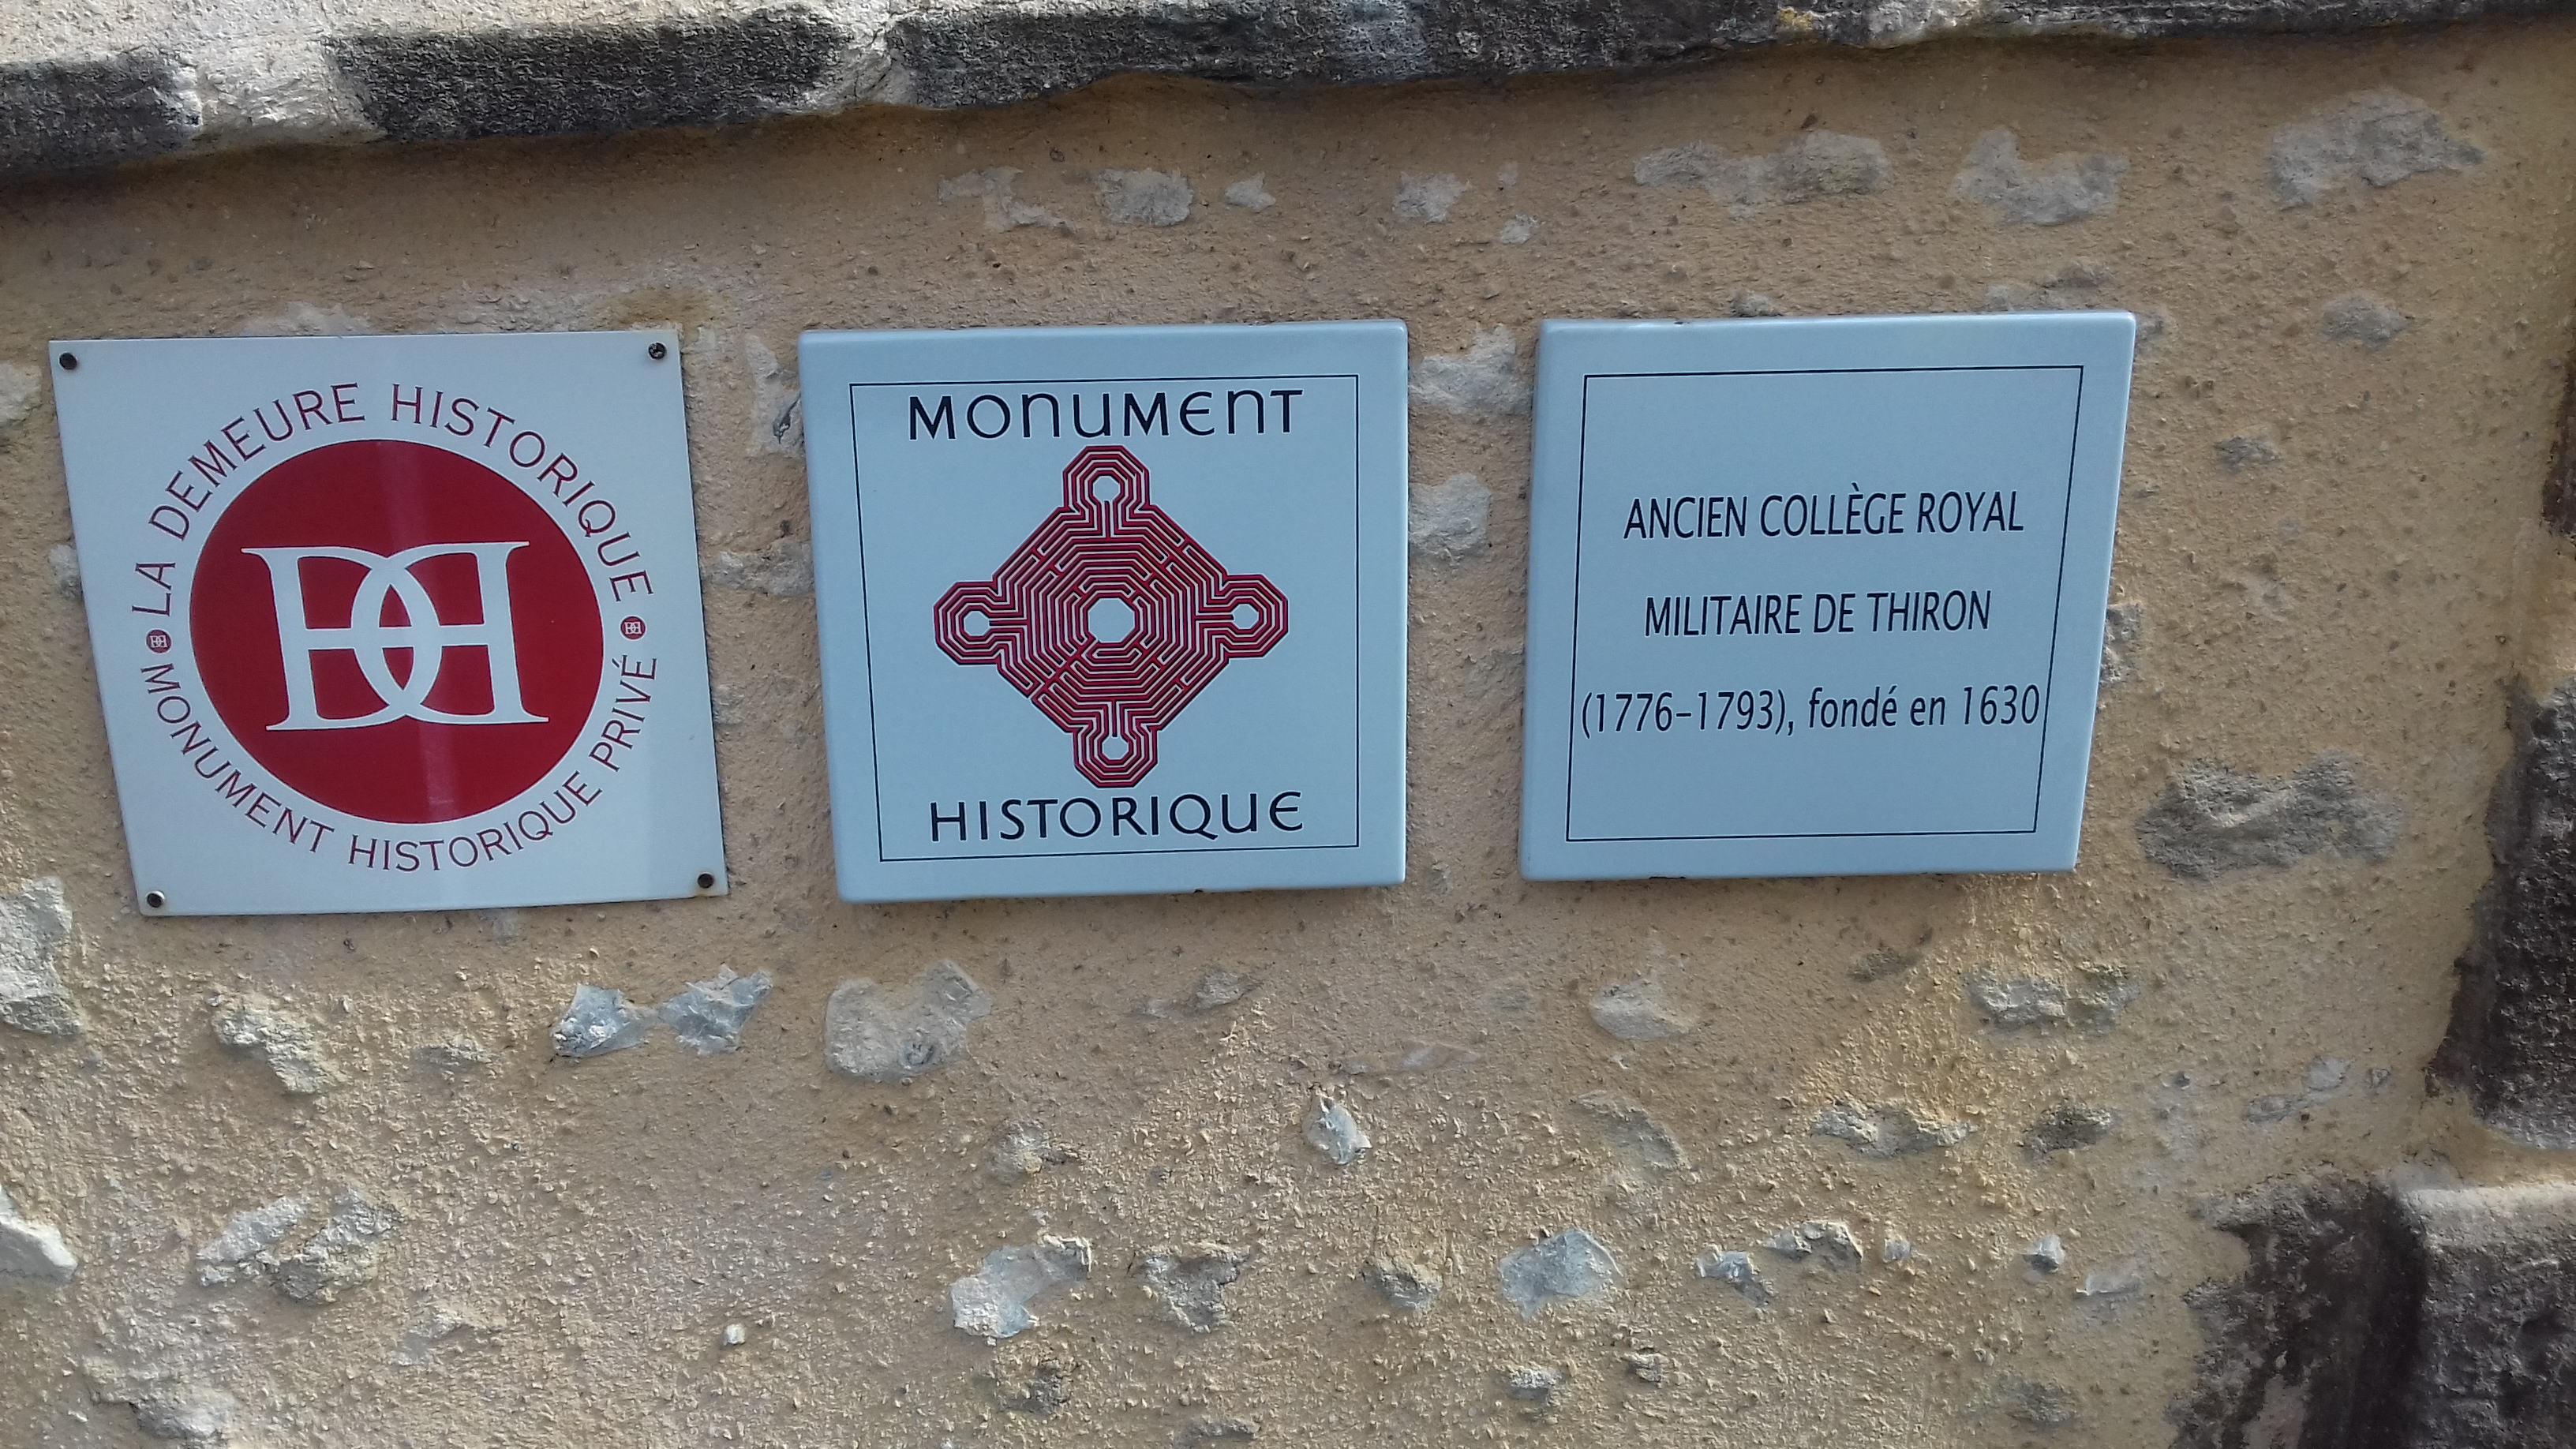 LA DEMEURE HISTORIQUE
DH
MONUMENT HISTORIQUE PRIVÉ
MONUMENT
HISTORIQUE
ANCIEN COLLÈGE ROYAL
MILITAIRE DE THIRON
(1776-1793), fondé en 1630